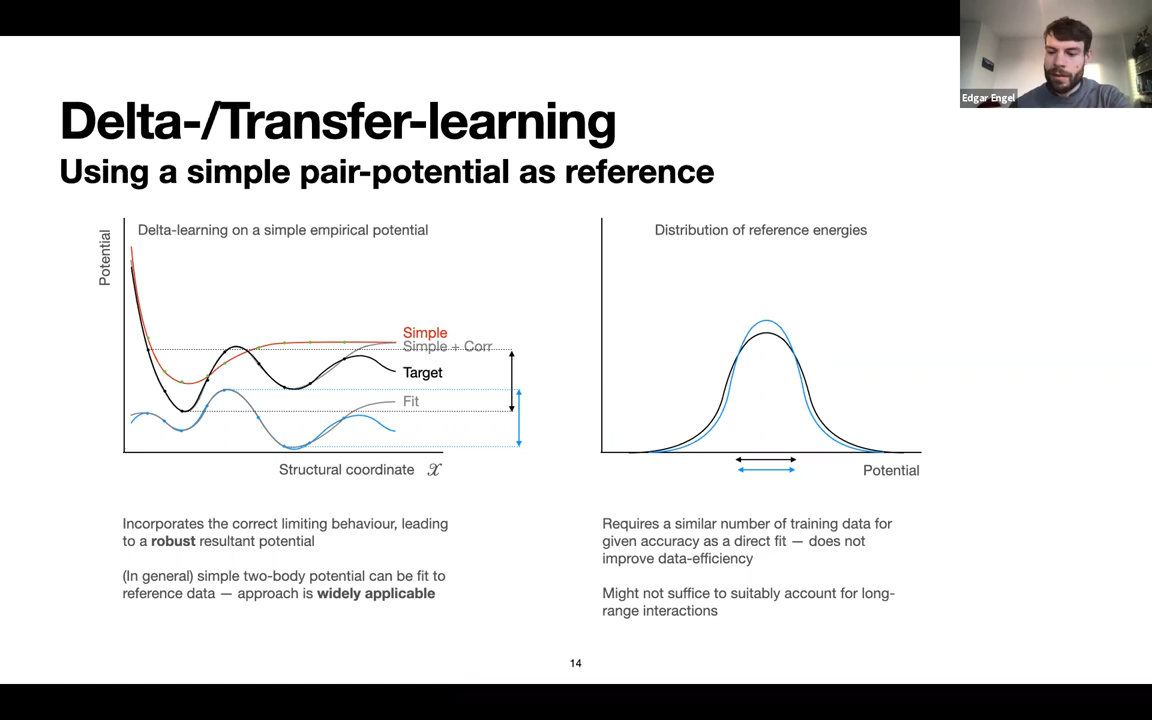 Edgar Engel
Delta-/Transfer-learning
Using a simple pair-potential as reference
Potential
Delta-learning on a simple empirical potential
Simple
Simple + Corr
Target
Fit
Structural coordinate 𝒳
Distribution of reference energies
Potential
Incorporates the correct limiting behaviour, leading
to a robust resultant potential
(In general) simple two-body potential can be fit to
reference data — approach is widely applicable
Requires a similar number of training data for
given accuracy as a direct fit — does not
improve data-efficiency
Might not suffice to suitably account for long-
range interactions
14